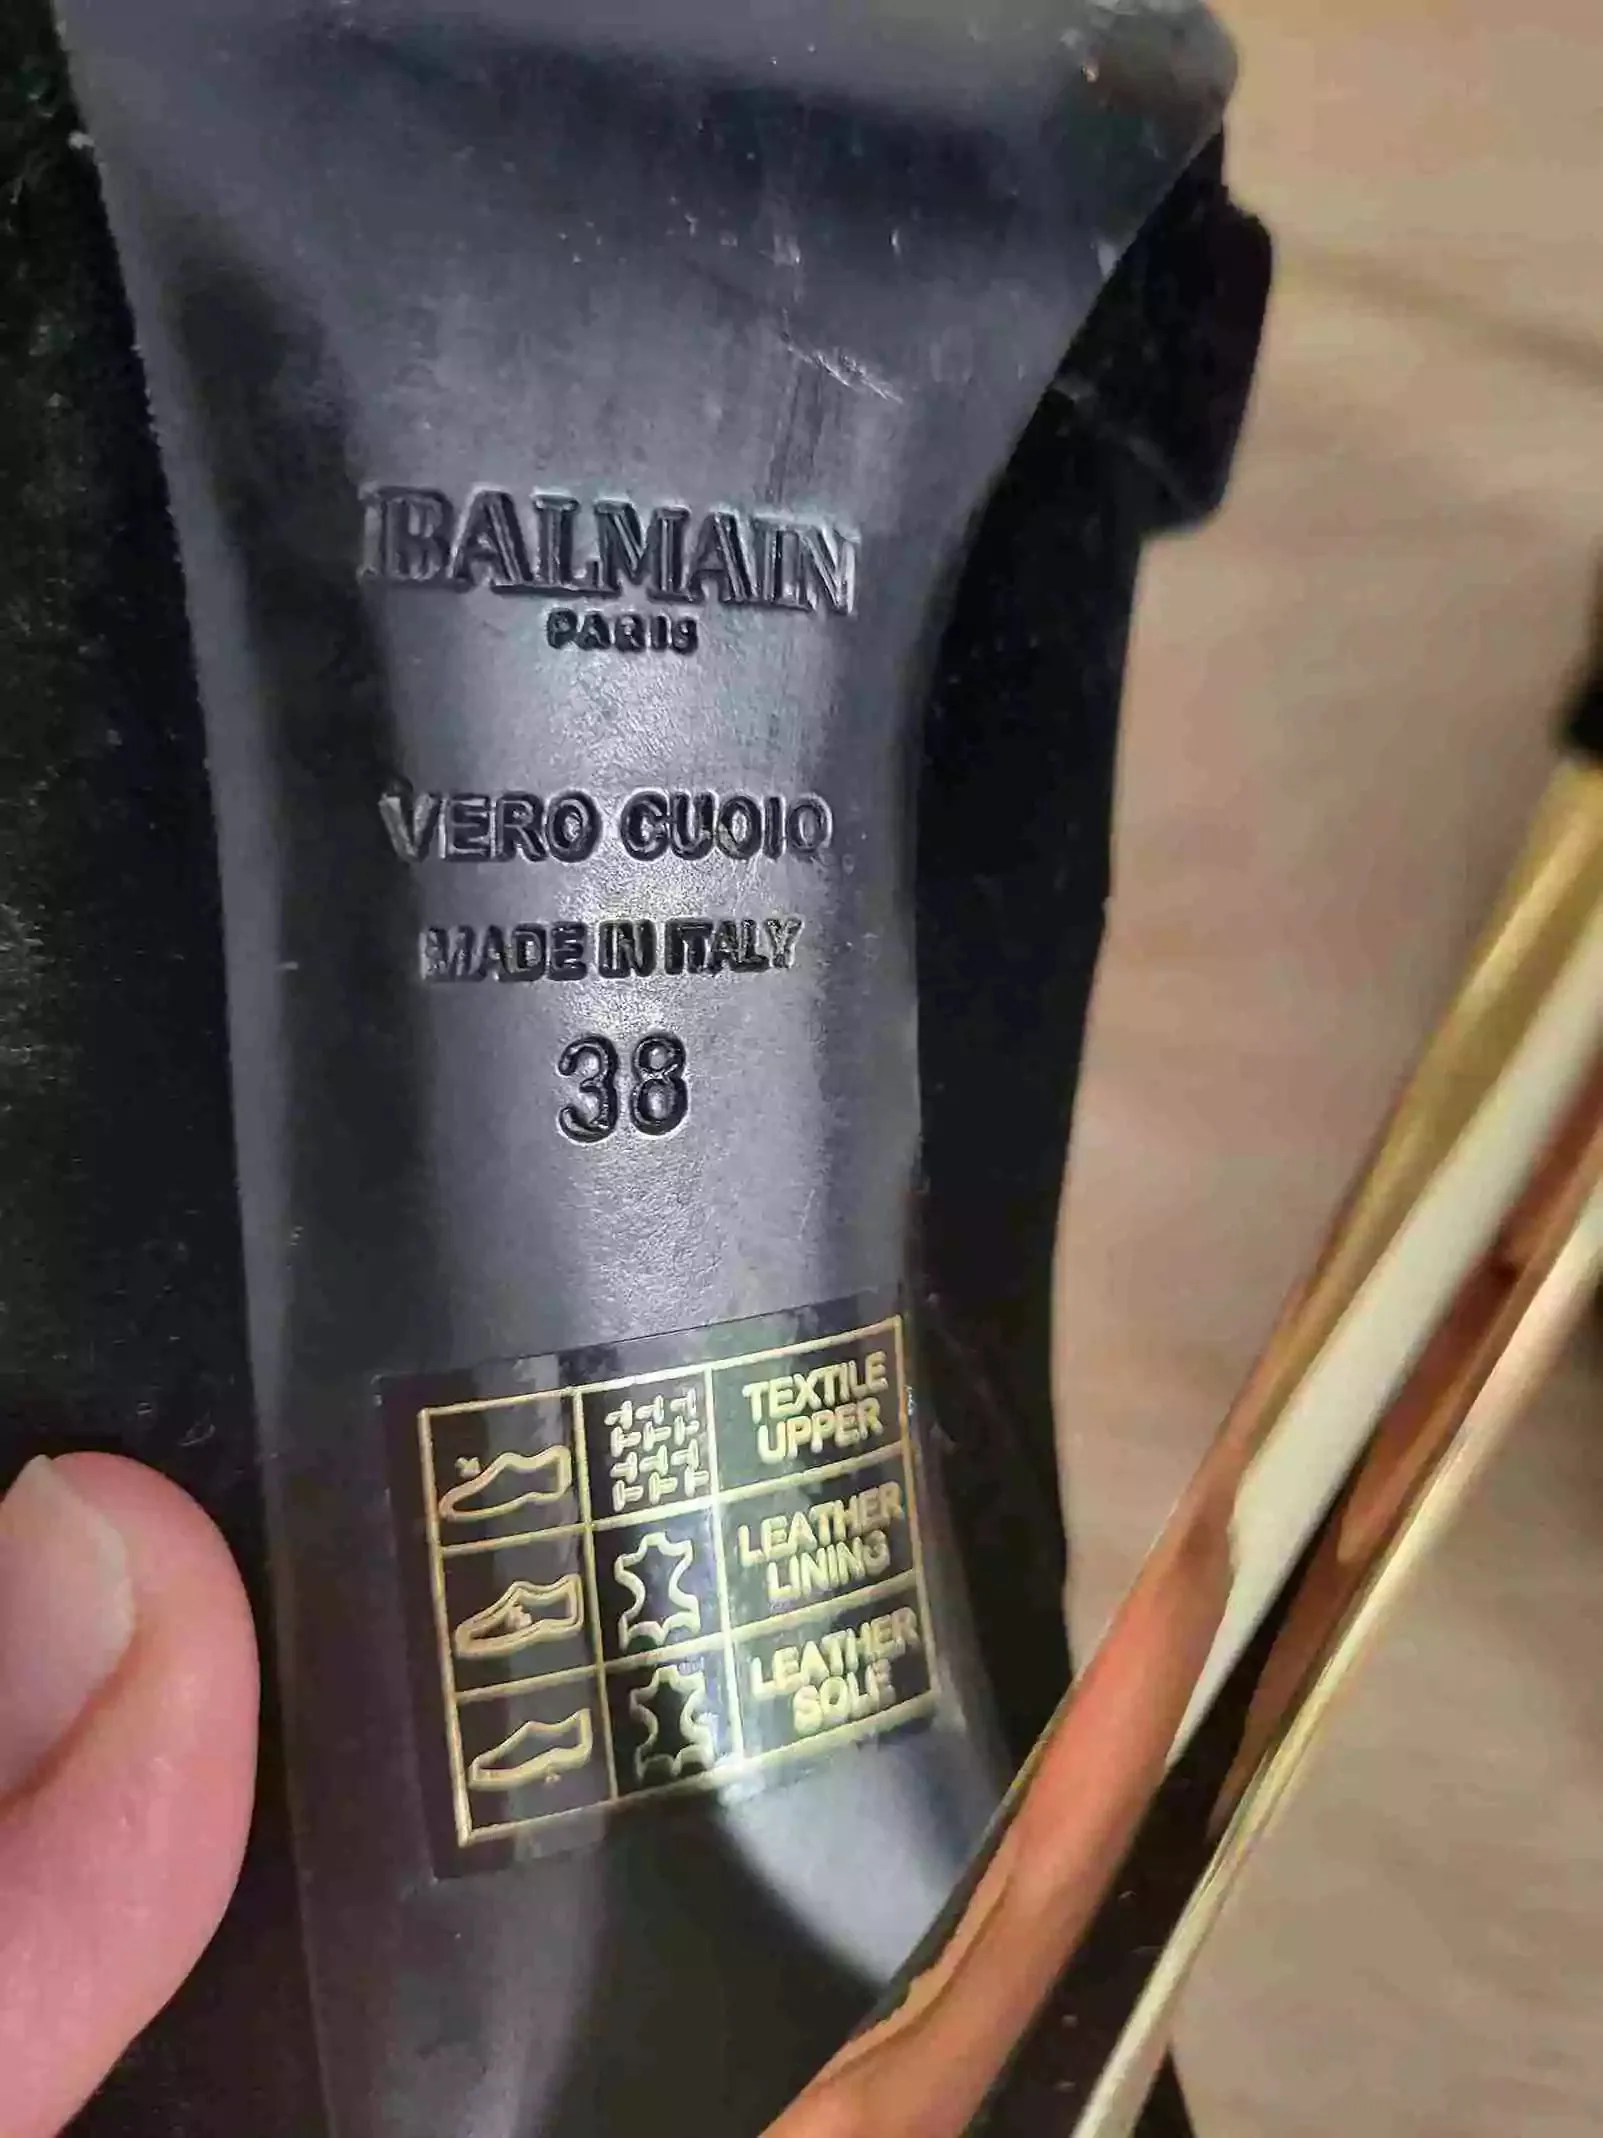 BALMAIN
PARIS
VERO CUOIO
MADE IN ITALY
38
TEXTILE
UPPER
LEATHER
LINING
LEATHER
SOLE